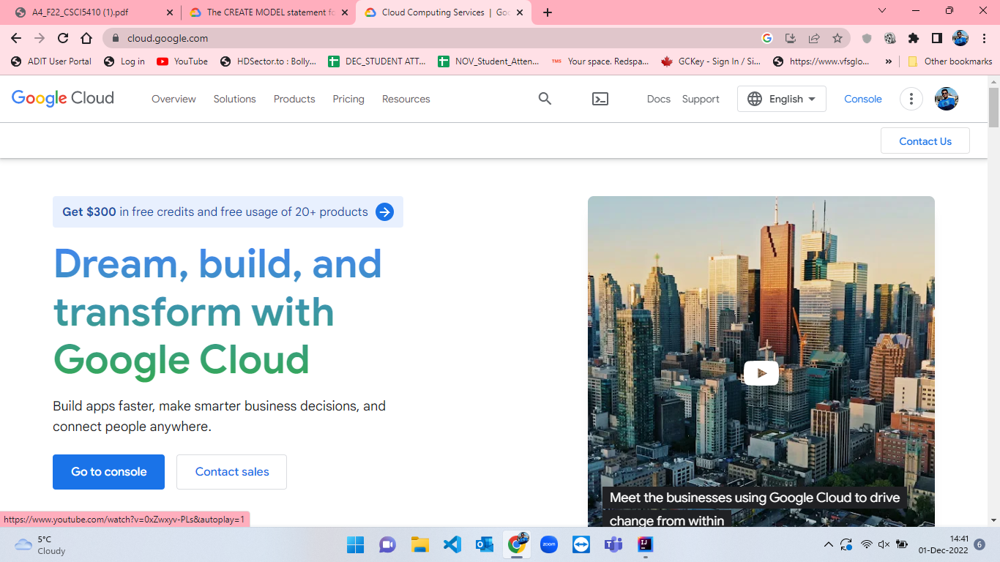 A4_F22_CSCI5410 (1).pdf
The CREATE MODEL statement fo
Cloud Computing Services | Goo
cloud.google.com
ADIT User Portal
Log in
YouTube
HDSector.to : Bolly...
DEC_STUDENT ATT...
NOV_Student_Atten...
TMS
Your space. Redspa...
GCKey - Sign In / Si...
https://www.vfsglo...
»
Other bookmarks
Google Cloud
Overview
Solutions
Products
Pricing
Resources
Docs
Support
English
Console
Contact Us
Get $300 in free credits and free usage of 20+ products
Dream, build, and
transform with
Google Cloud
Build apps faster, make smarter business decisions, and
connect people anywhere.
Go to console
Contact sales
Meet the businesses using Google Cloud to drive
change from within
https://www.youtube.com/watch?v=0xZwxyv-PLs&autoplay=1
5°C
Cloudy
zoom
14:41
01-Dec-2022
6